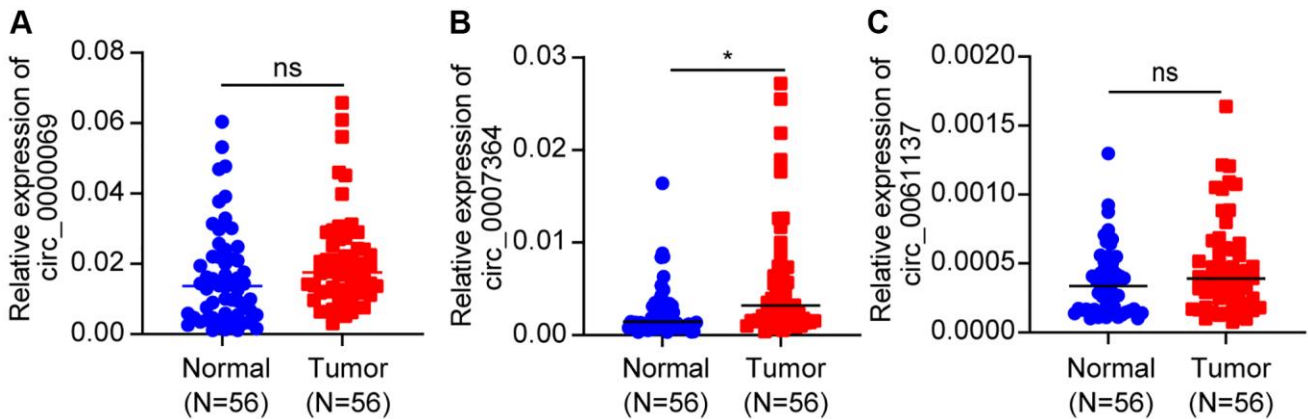 A
Relative expression of
circ_0000069
0.08
0.06
0.04
0.02
0.00
ns
Normal
(N=56)
Tumor
(N=56)
B
Relative expression of
circ_0007364
0.03
0.02
0.01
0.00
*
Normal
(N=56)
Tumor
(N=56)
C
Relative expression of
circ_0061137
0.0020
0.0015
0.0010
0.0005
0.0000
ns
Normal
(N=56)
Tumor
(N=56)